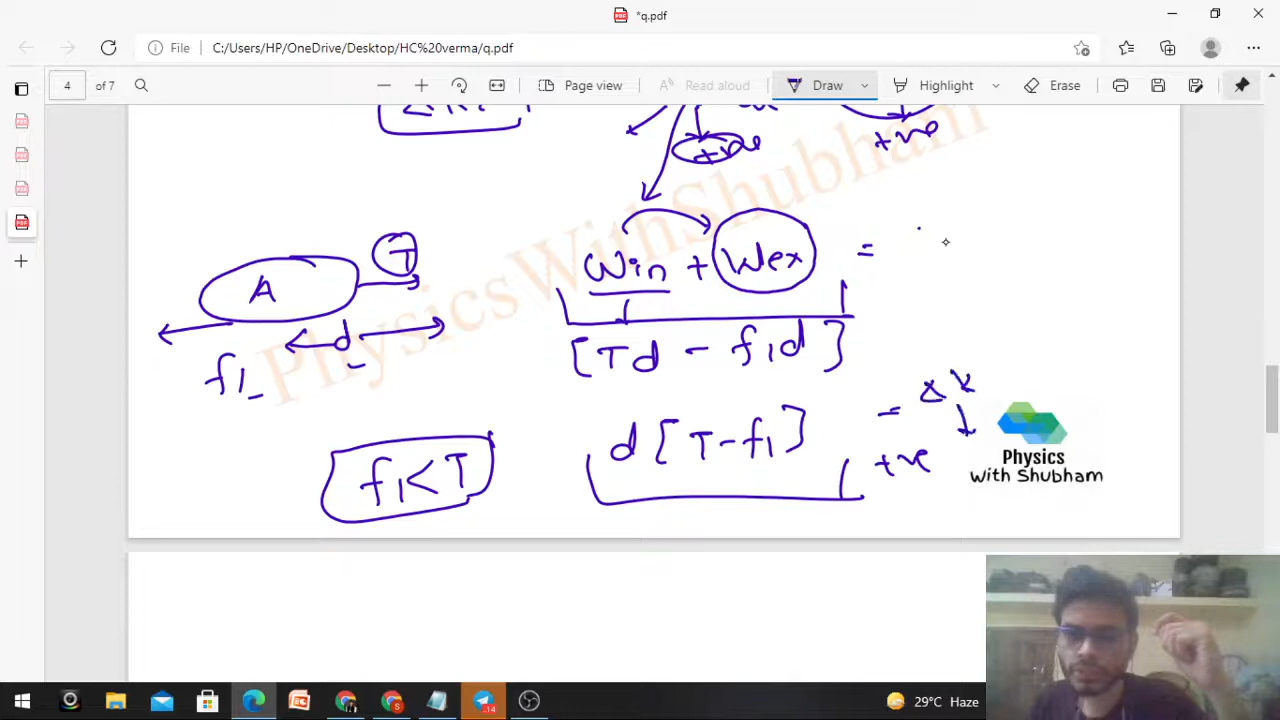 *q.pdf
File C:/Users/HP/OneDrive/Desktop/HC%20verma/q.pdf
4 of 7 Page view Read aloud Draw Highlight Erase
+ve +ve
PhysicsWithShubham
A T
Win + Wex =
d
f1
[Td - f1d]
d[T-f1] = ΔK
+ve
f1<T
Physics
With Shubham
14
29°C Haze